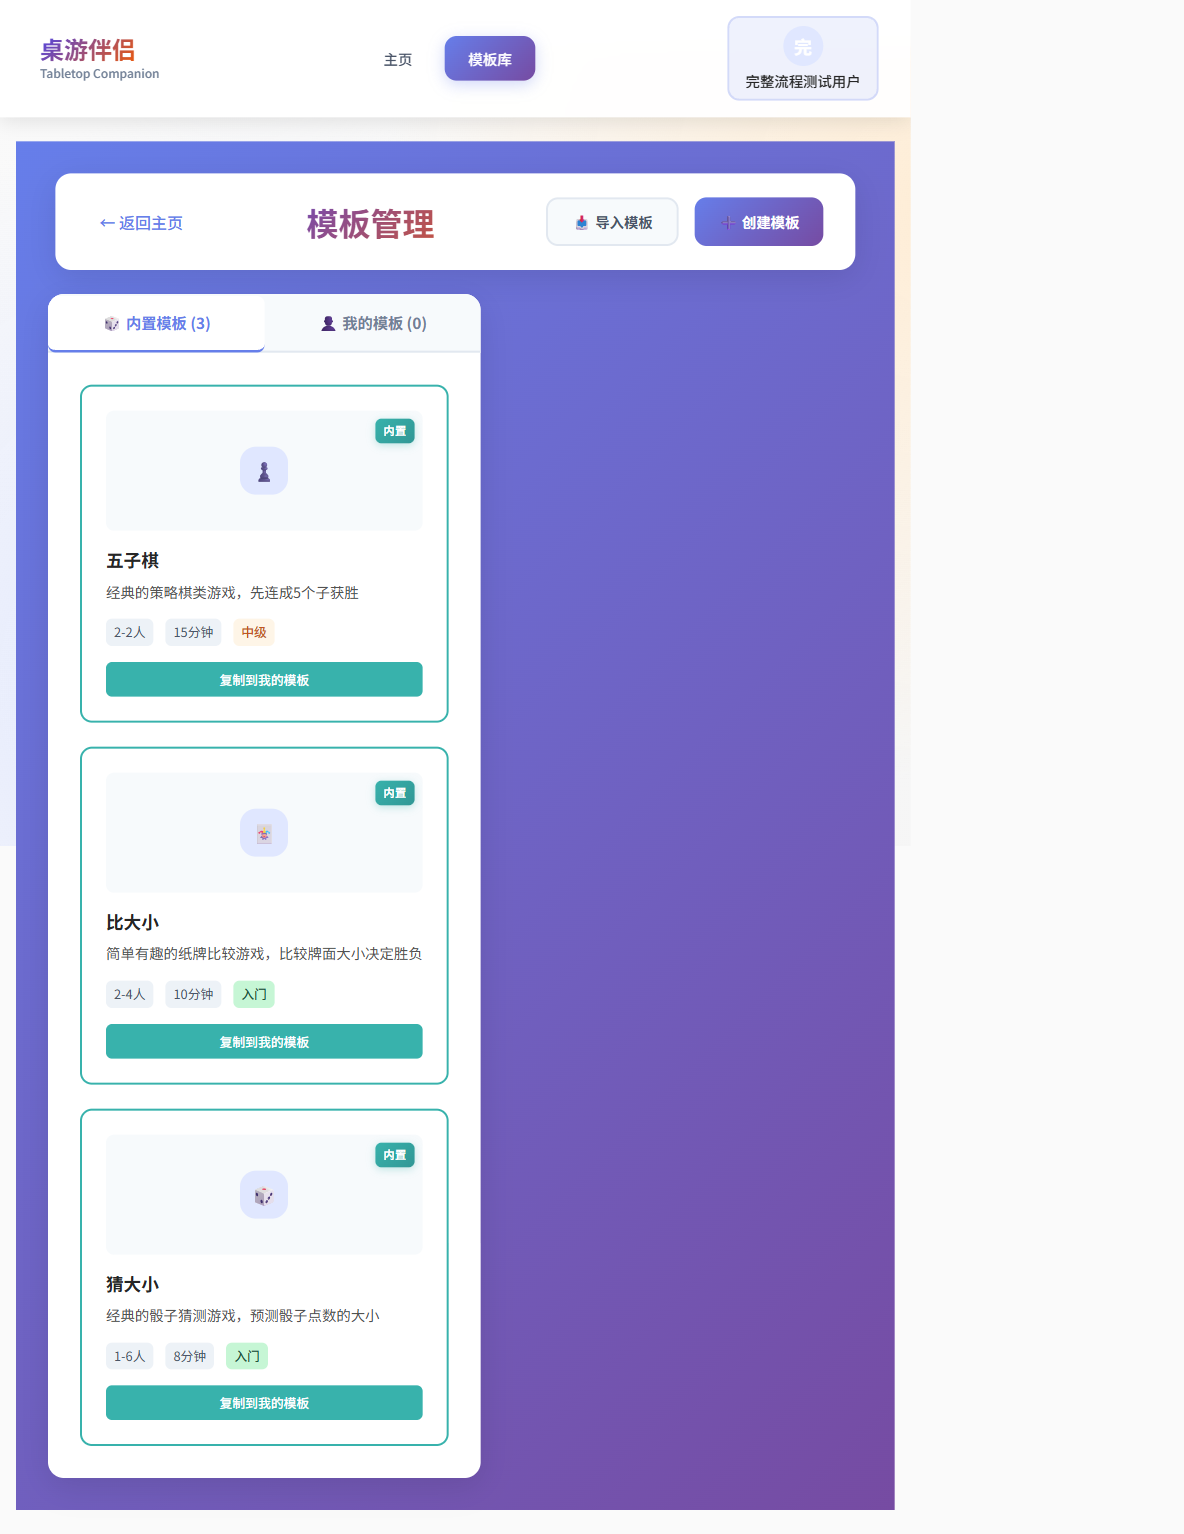 桌游伴侣
Tabletop Companion
主页
模板库
完
完整流程测试用户
← 返回主页
模板管理
导入模板
创建模板
内置模板 (3)
我的模板 (0)
内置
五子棋
经典的策略棋类游戏，先连成5个子获胜
2-2人 15分钟 中级
复制到我的模板
内置
比大小
简单有趣的纸牌比较游戏，比较牌面大小决定胜负
2-4人 10分钟 入门
复制到我的模板
内置
猜大小
经典的骰子猜测游戏，预测骰子点数的大小
1-6人 8分钟 入门
复制到我的模板